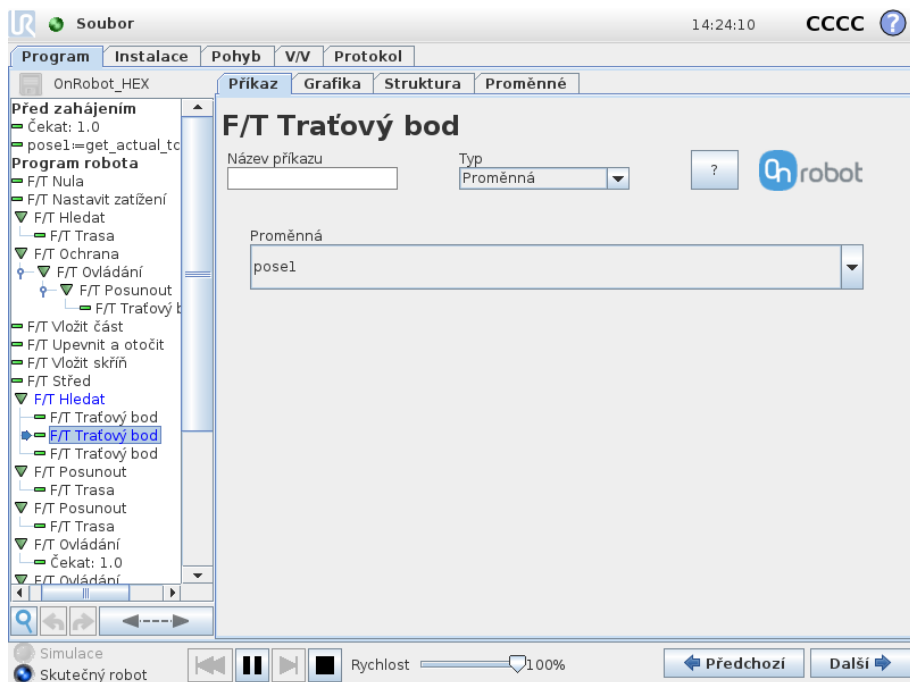 Soubor
14:24:10
CCCC
?
Program Instalace Pohyb V/V Protokol
OnRobot_HEX
Příkaz Grafika Struktura Proměnné
Před zahájením
Čekat: 1.0
pose1≔get_actual_tc
Program robota
F/T Nula
F/T Nastavit zatížení
F/T Hledat
F/T Trasa
F/T Ochrana
F/T Ovládání
F/T Posunout
F/T Traťový b
F/T Vložit část
F/T Upevnit a otočit
F/T Vložit skříň
F/T Střed
F/T Hledat
F/T Traťový bod
F/T Traťový bod
F/T Traťový bod
F/T Posunout
F/T Trasa
F/T Posunout
F/T Trasa
F/T Ovládání
Čekat: 1.0
F/T Ovládání
F/T Traťový bod
Název příkazu
Typ
Proměnná
?
On robot
Proměnná
pose1
Simulace
Skutečný robot
Rychlost
100%
Předchozí
Další